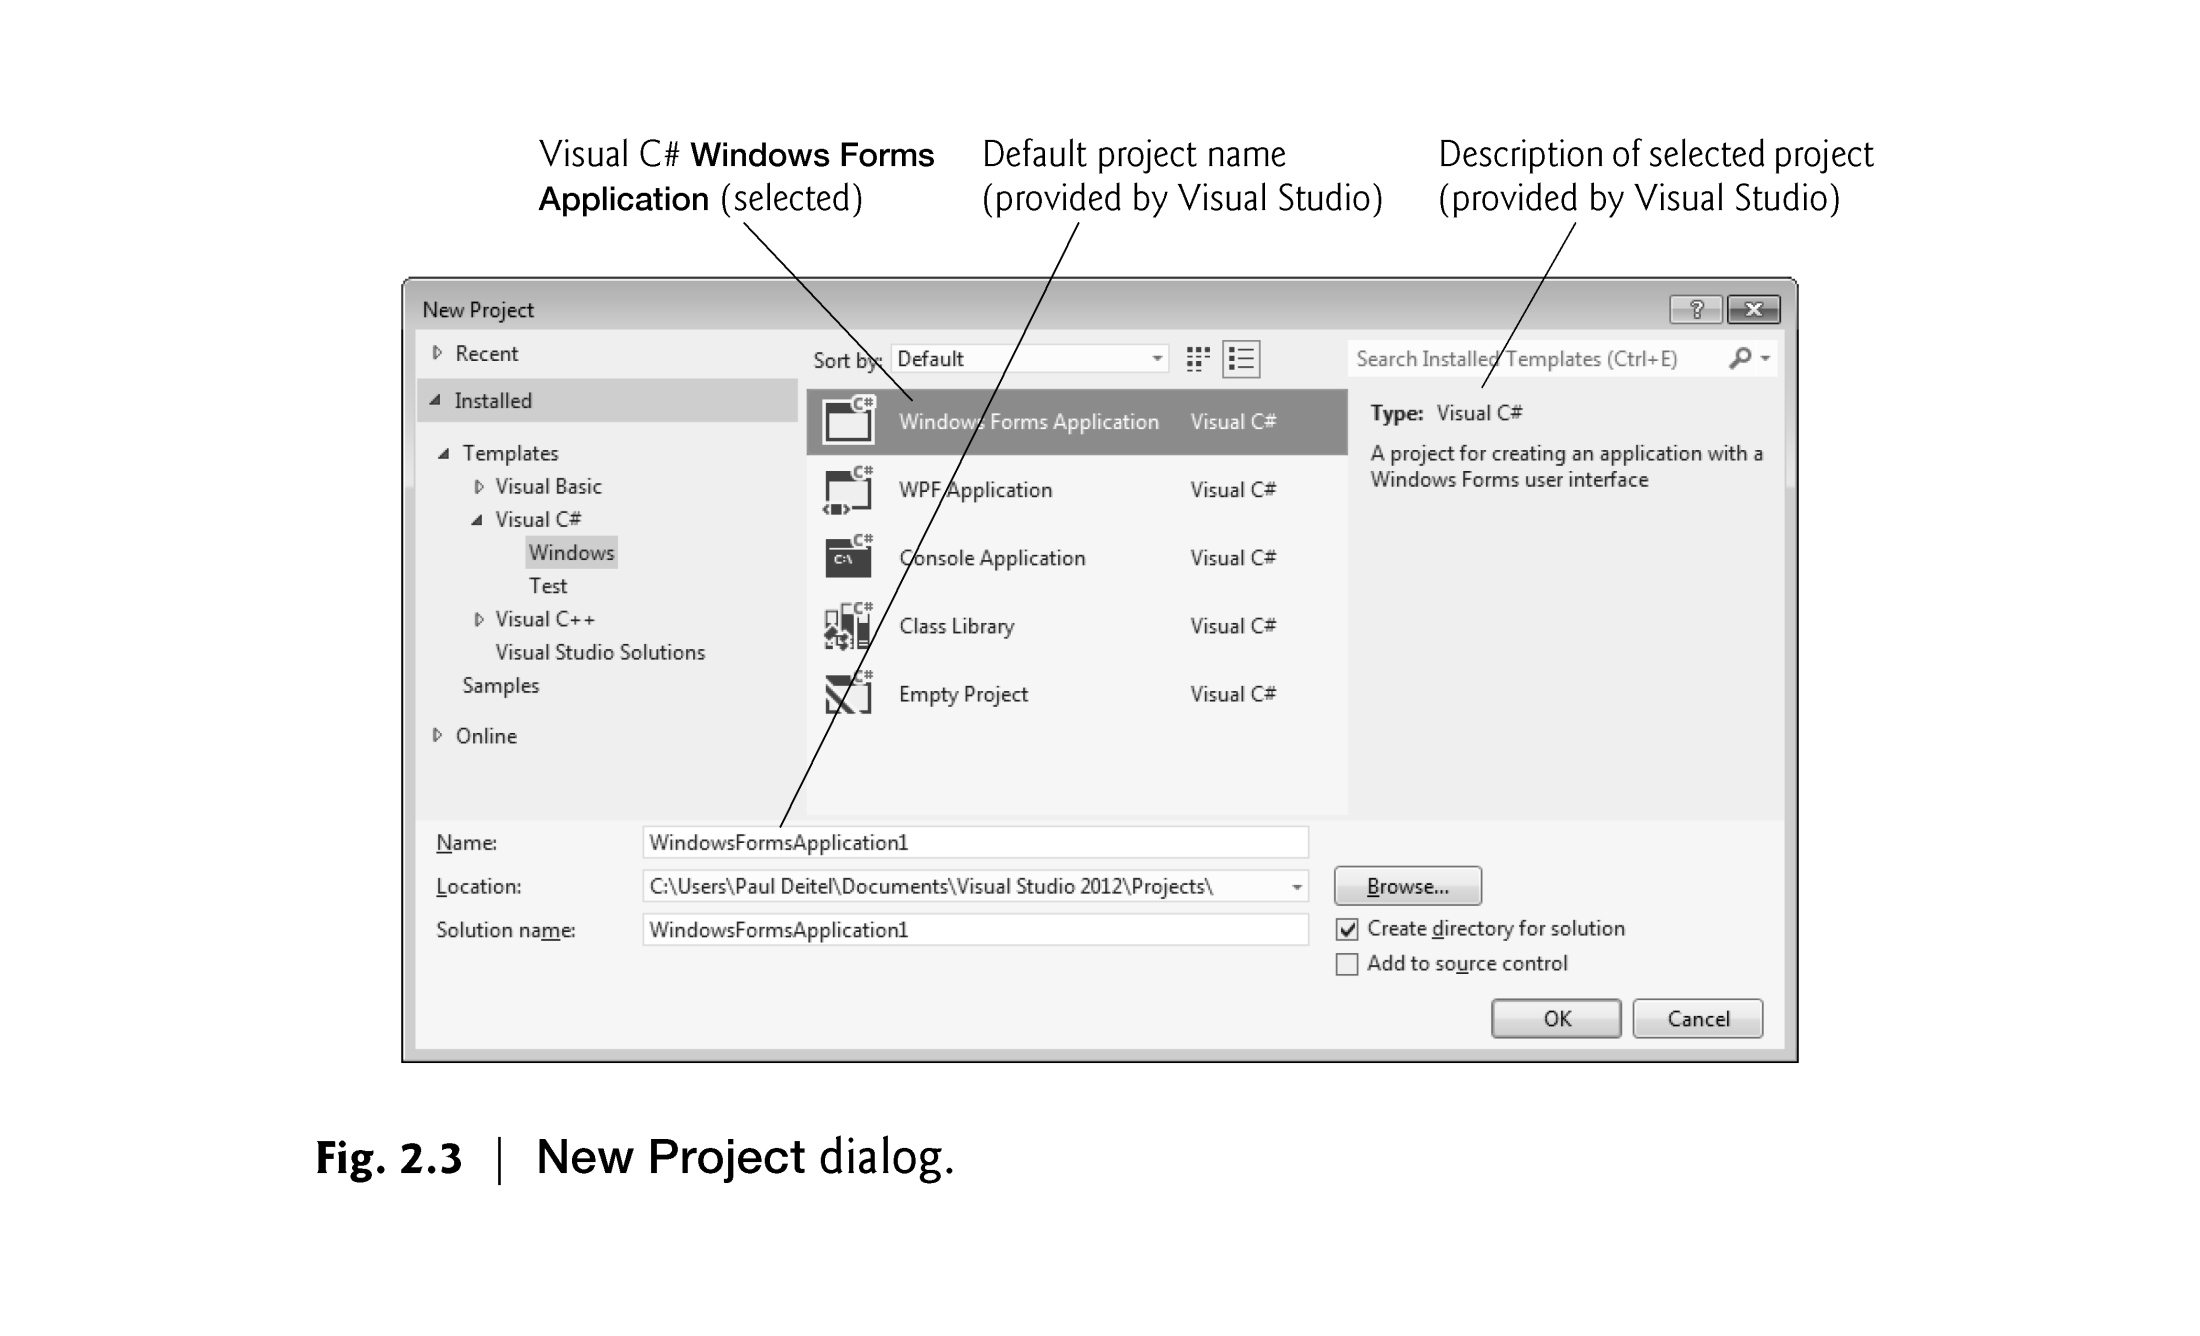 Visual C# Windows Forms
Application (selected)
Default project name
(provided by Visual Studio)
Description of selected project
(provided by Visual Studio)
New Project
?
Recent
Installed
Templates
Visual Basic
Visual C#
Windows
Test
Visual C++
Visual Studio Solutions
Samples
Online
Sort by: Default
Search Installed Templates (Ctrl+E)
C# Windows Forms Application Visual C#
C# WPF Application Visual C#
C# C:\ Console Application Visual C#
C# Class Library Visual C#
C# Empty Project Visual C#
Type: Visual C#
A project for creating an application with a
Windows Forms user interface
Name: WindowsFormsApplication1
Location: C:\Users\Paul Deitel\Documents\Visual Studio 2012\Projects\
Browse...
Solution name: WindowsFormsApplication1
Create directory for solution
Add to source control
OK Cancel
Fig. 2.3 | New Project dialog.